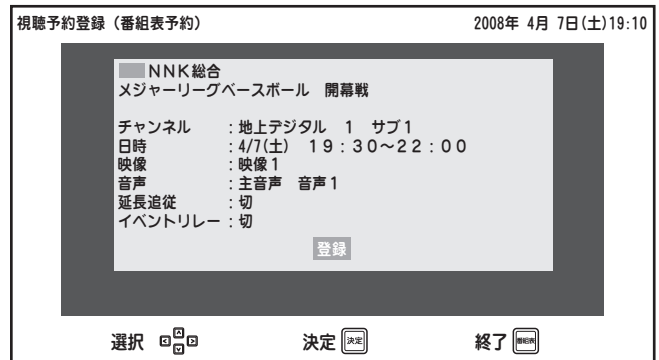 視聴予約登録（番組表予約） 2008年 4月 7日(土)19:10
NNK総合
メジャーリーグベースボール 開幕戦
チャンネル ：地上デジタル 1 サブ1
日時 ：4/7(土) 19：30〜22：00
映像 ：映像1
音声 ：主音声 音声1
延長追従 ：切
イベントリレー：切
登録
選択 決定 決定 終了 番組表